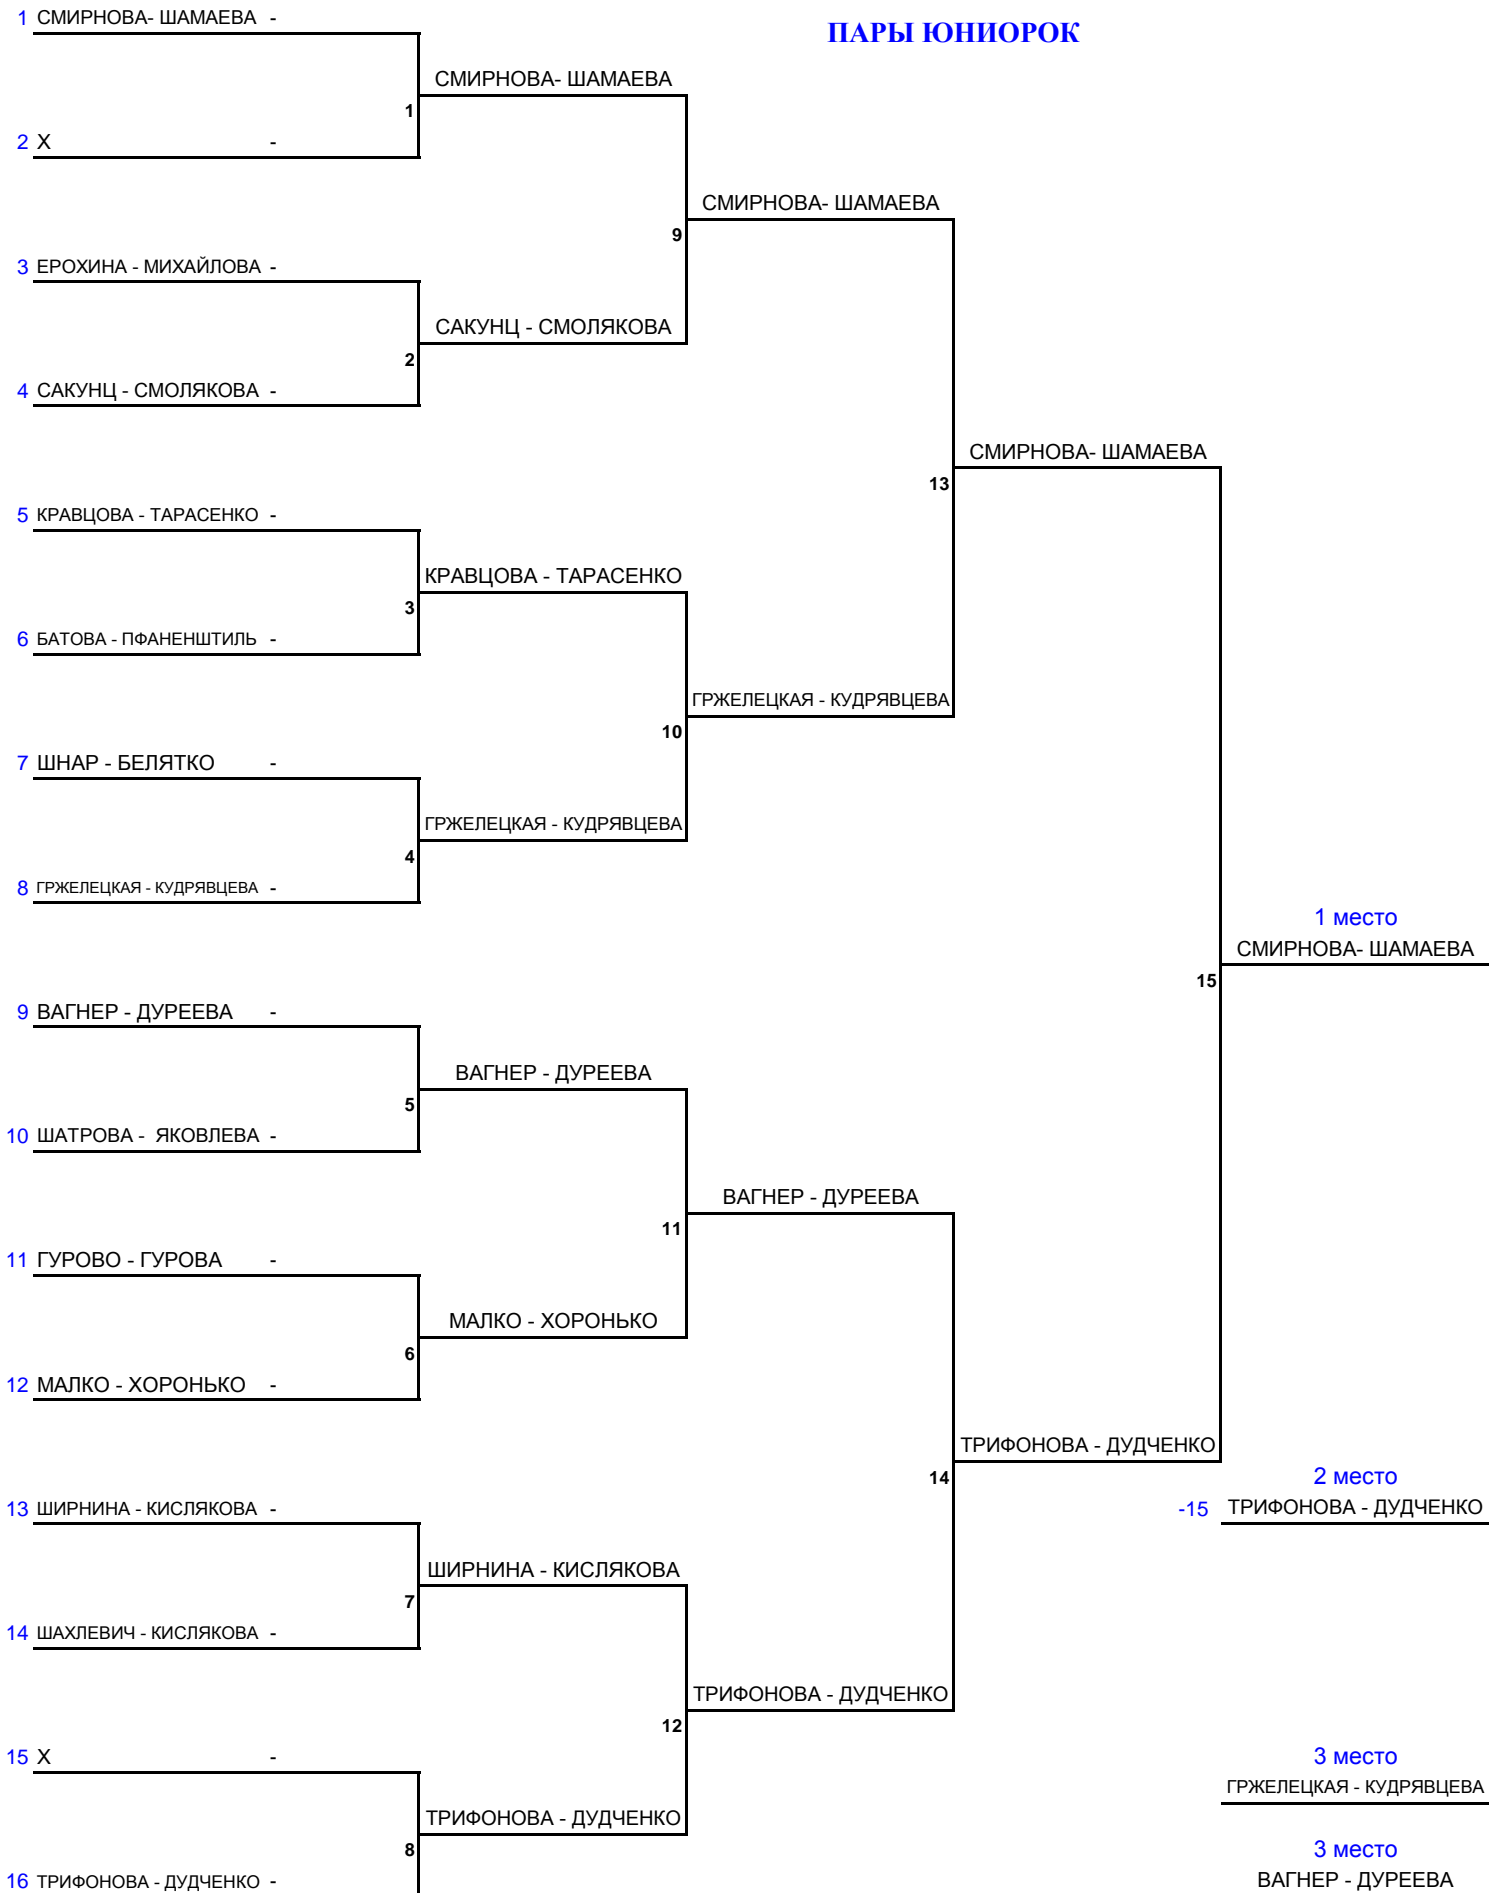 ПАРЫ ЮНИОРОК
1 СМИРНОВА- ШАМАЕВА -
СМИРНОВА- ШАМАЕВА
1
2 X -
СМИРНОВА- ШАМАЕВА
9
3 ЕРОХИНА - МИХАЙЛОВА -
САКУНЦ - СМОЛЯКОВА
2
4 САКУНЦ - СМОЛЯКОВА -
СМИРНОВА- ШАМАЕВА
13
5 КРАВЦОВА - ТАРАСЕНКО -
КРАВЦОВА - ТАРАСЕНКО
3
6 БАТОВА - ПФАНЕНШТИЛЬ -
ГРЖЕЛЕЦКАЯ - КУДРЯВЦЕВА
10
7 ШНАР - БЕЛЯТКО -
ГРЖЕЛЕЦКАЯ - КУДРЯВЦЕВА
4
8 ГРЖЕЛЕЦКАЯ - КУДРЯВЦЕВА -
1 место
СМИРНОВА- ШАМАЕВА
15
9 ВАГНЕР - ДУРЕЕВА -
ВАГНЕР - ДУРЕЕВА
5
10 ШАТРОВА - ЯКОВЛЕВА -
ВАГНЕР - ДУРЕЕВА
11
11 ГУРОВО - ГУРОВА -
МАЛКО - ХОРОНЬКО
6
12 МАЛКО - ХОРОНЬКО -
ТРИФОНОВА - ДУДЧЕНКО
14
2 место
-15 ТРИФОНОВА - ДУДЧЕНКО
13 ШИРНИНА - КИСЛЯКОВА -
ШИРНИНА - КИСЛЯКОВА
7
14 ШАХЛЕВИЧ - КИСЛЯКОВА -
ТРИФОНОВА - ДУДЧЕНКО
12
15 X -
3 место
ГРЖЕЛЕЦКАЯ - КУДРЯВЦЕВА
ТРИФОНОВА - ДУДЧЕНКО
8
3 место
16 ТРИФОНОВА - ДУДЧЕНКО -
ВАГНЕР - ДУРЕЕВА